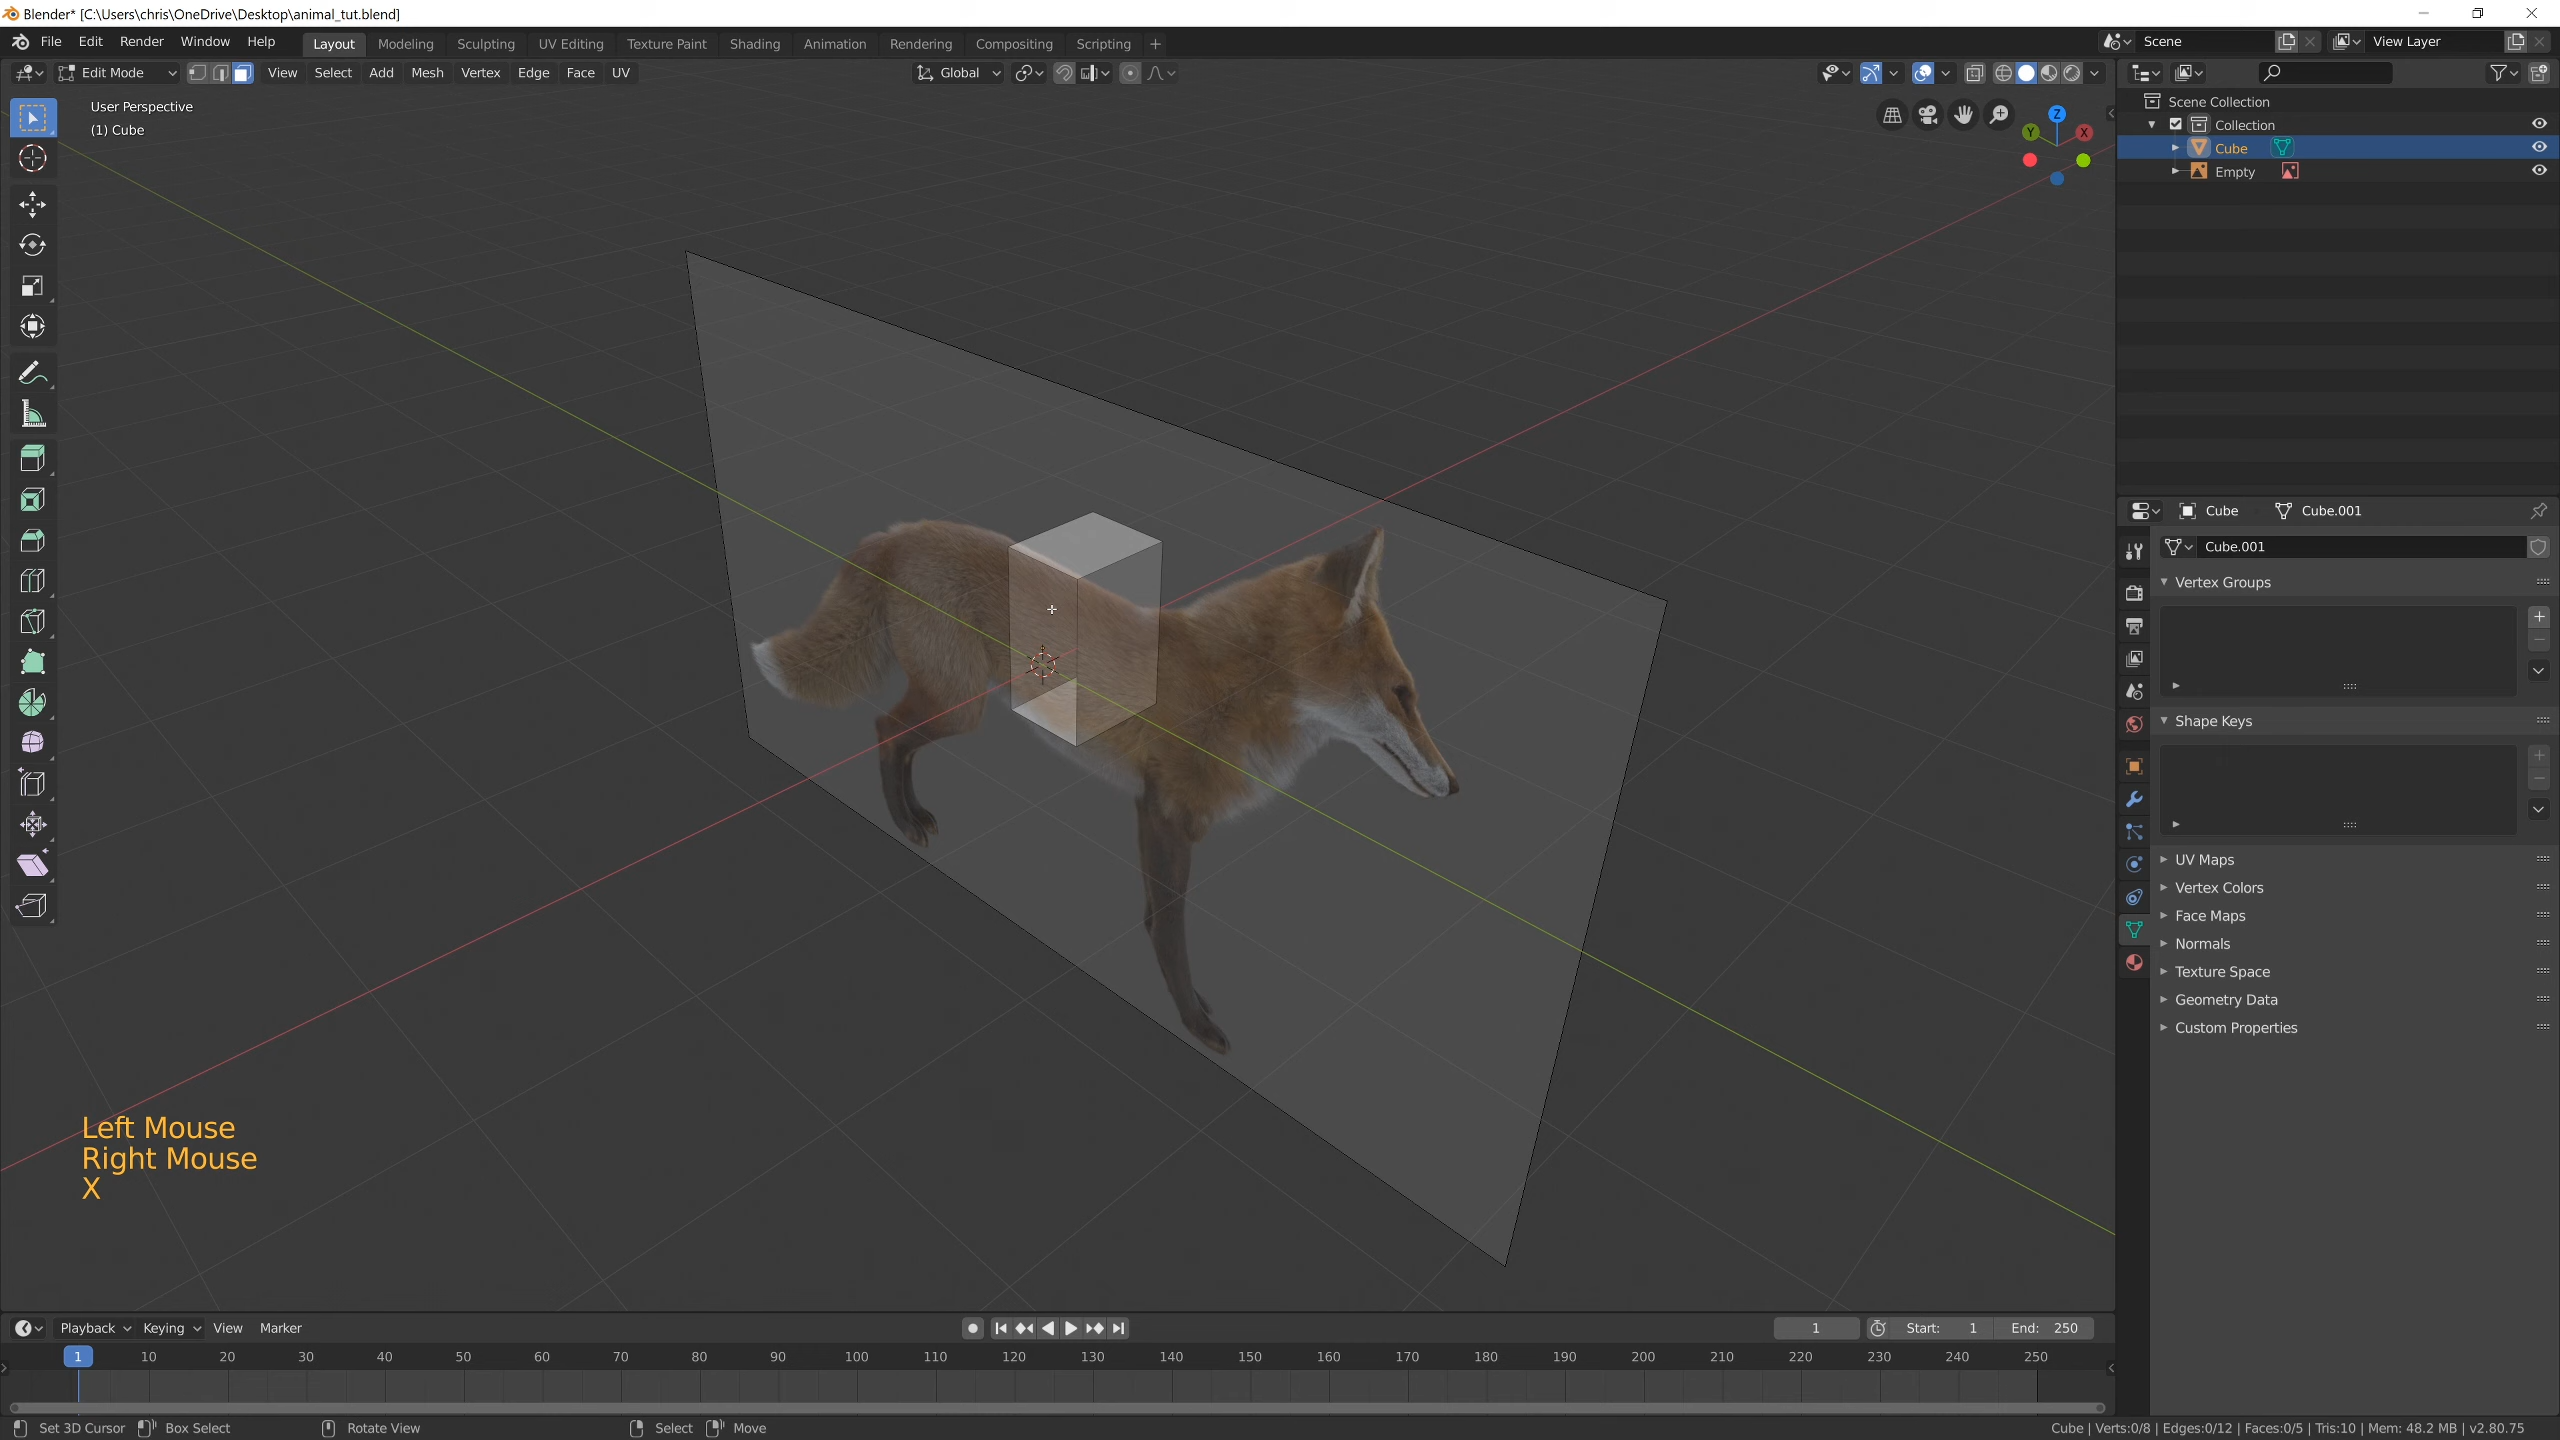 Blender* [C:\Users\chris\OneDrive\Desktop\animal_tut.blend]
File Edit Render Window Help Layout Modeling Sculpting UV Editing Texture Paint Shading Animation Rendering Compositing Scripting + Scene View Layer
Edit Mode View Select Add Mesh Vertex Edge Face UV Global
User Perspective
(1) Cube
Z
Y
X
Scene Collection
Collection
Cube
Empty
Cube Cube.001
Cube.001
Vertex Groups
Shape Keys
UV Maps
Vertex Colors
Face Maps
Normals
Texture Space
Geometry Data
Custom Properties
Left Mouse
Right Mouse
X
Playback Keying View Marker 1 Start: 1 End: 250
1 10 20 30 40 50 60 70 80 90 100 110 120 130 140 150 160 170 180 190 200 210 220 230 240 250
Set 3D Cursor Box Select Rotate View Select Move Cube | Verts:0/8 | Edges:0/12 | Faces:0/5 | Tris:10 | Mem: 48.2 MB | v2.80.75